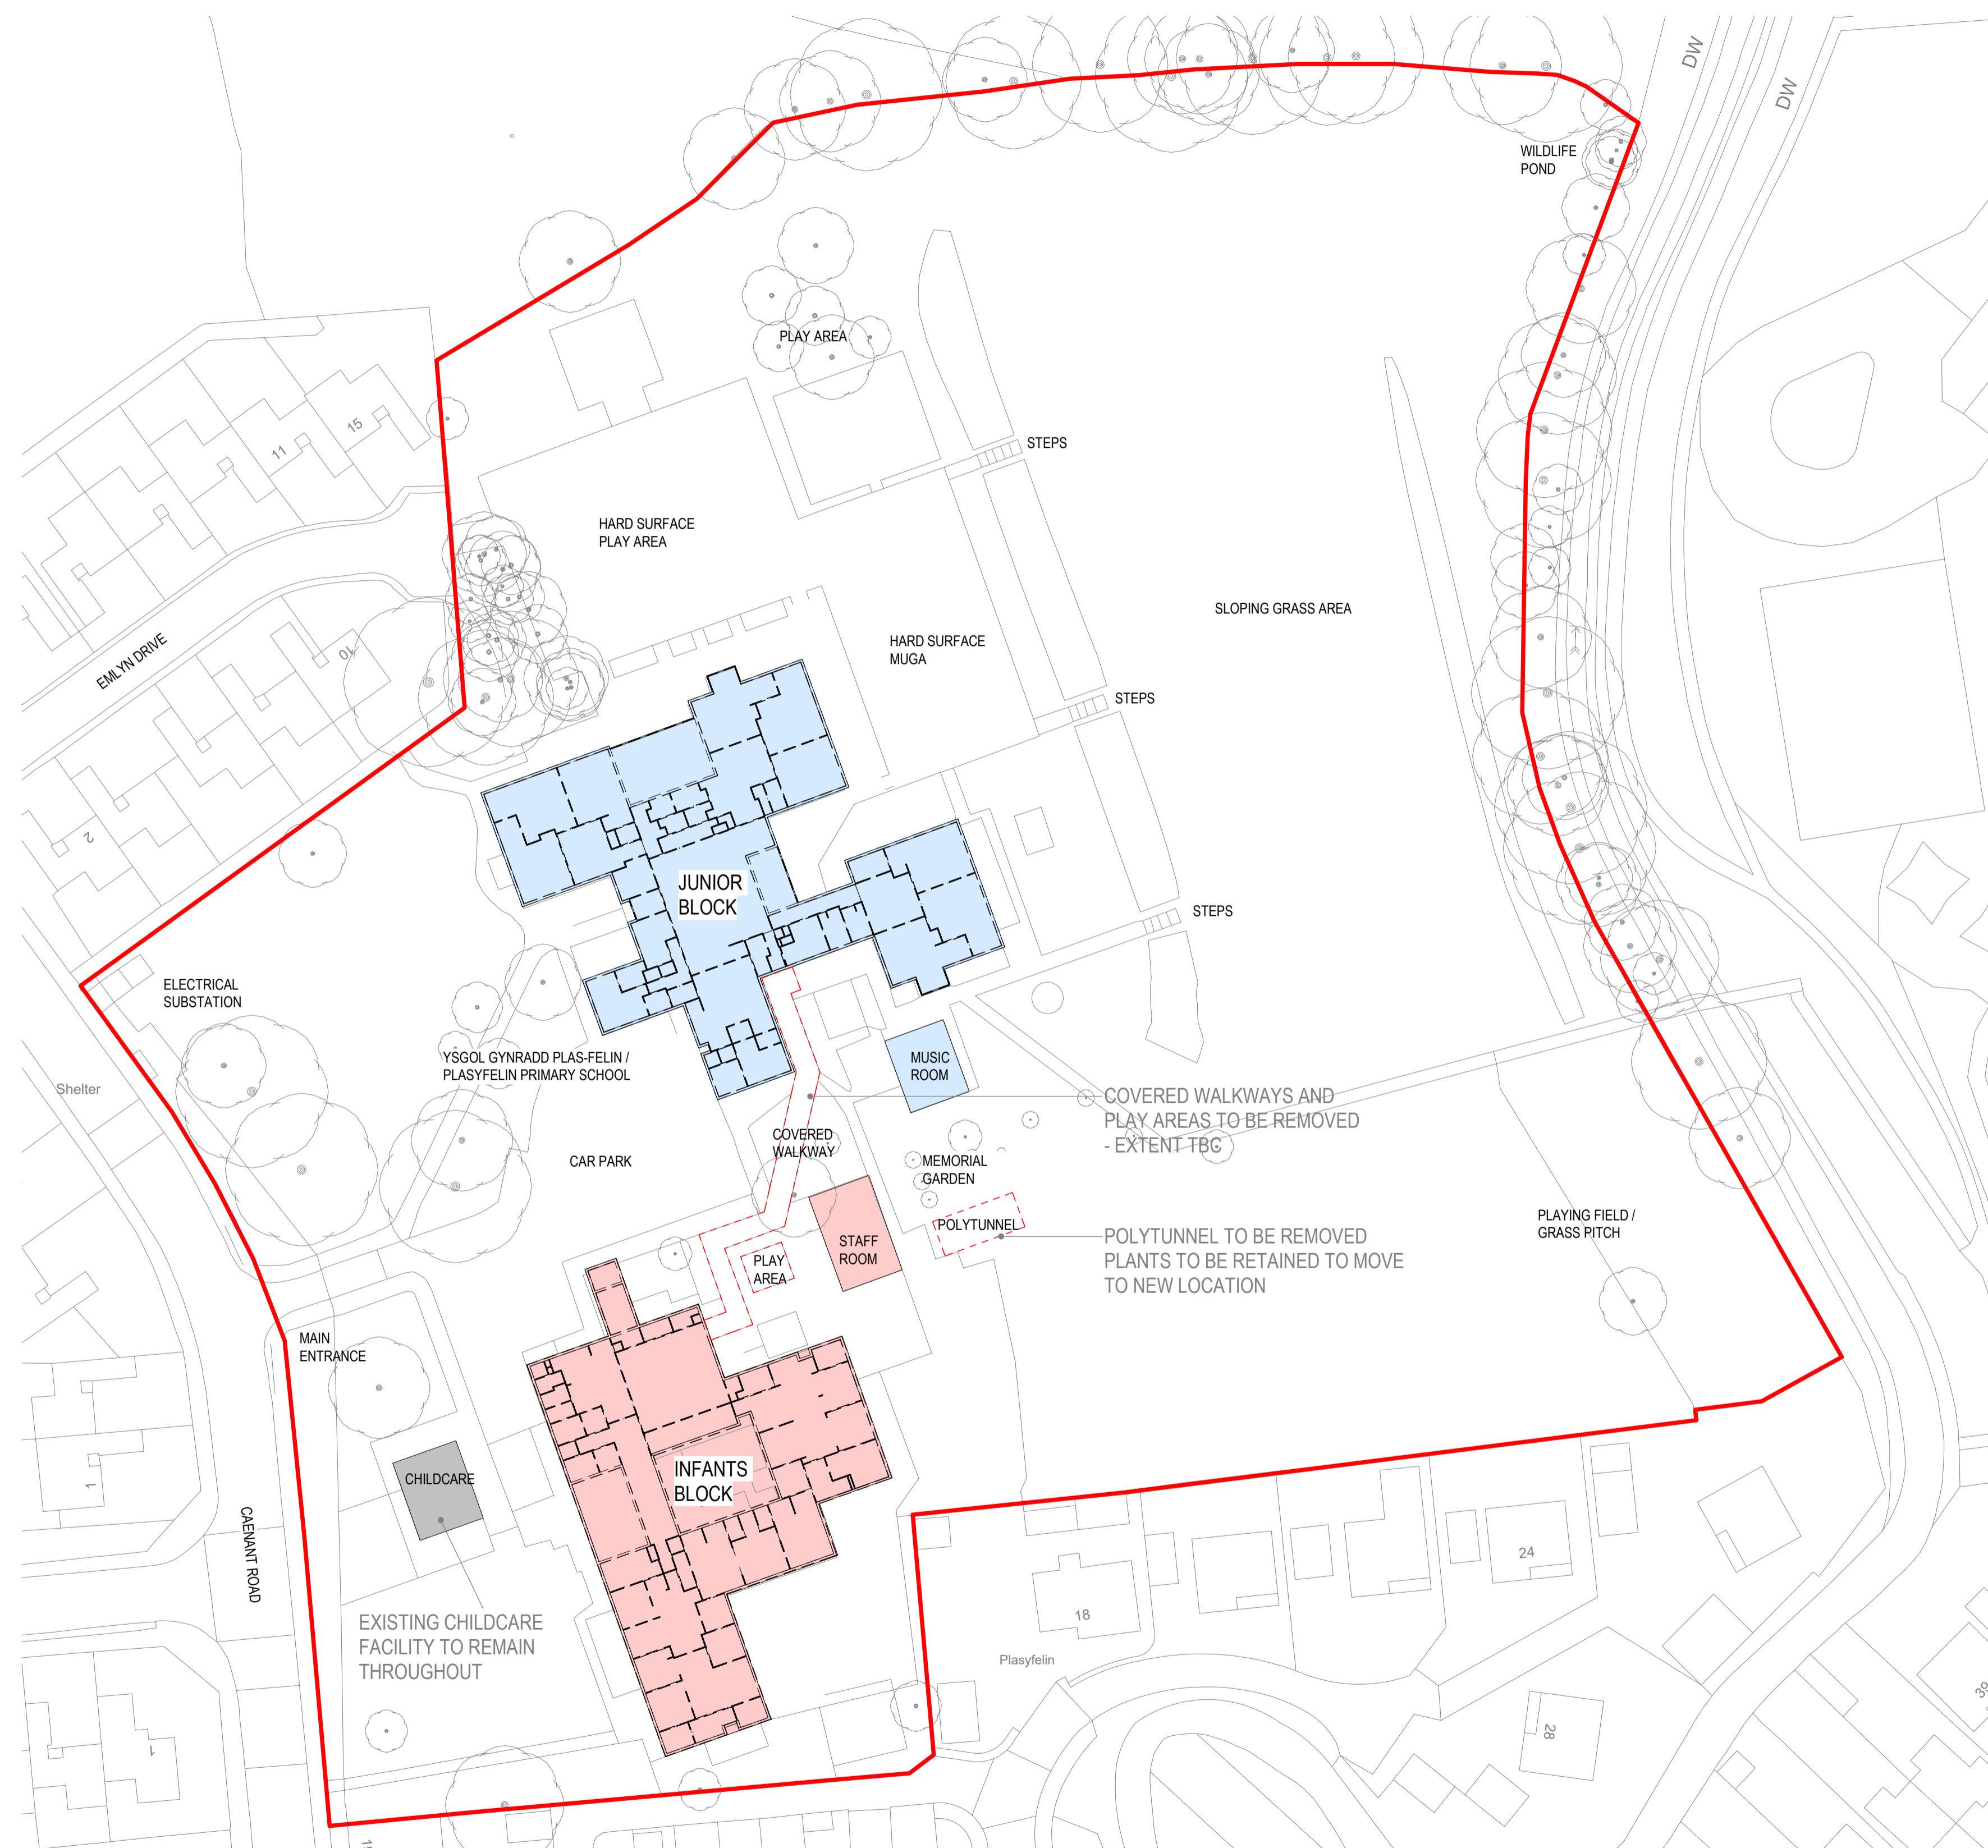 DW
DW
WILDLIFE
POND
PLAY AREA
15
11
STEPS
HARD SURFACE
PLAY AREA
SLOPING GRASS AREA
HARD SURFACE
MUGA
EMLYN DRIVE
10
STEPS
2
JUNIOR
BLOCK
STEPS
ELECTRICAL
SUBSTATION
YSGOL GYNRADD PLAS-FELIN /
PLASYFELIN PRIMARY SCHOOL
MUSIC
ROOM
Shelter
COVERED WALKWAYS AND
PLAY AREAS TO BE REMOVED
- EXTENT TBC
COVERED
WALKWAY
CAR PARK
MEMORIAL
GARDEN
POLYTUNNEL
PLAYING FIELD /
GRASS PITCH
STAFF
ROOM
POLYTUNNEL TO BE REMOVED
PLANTS TO BE RETAINED TO MOVE
TO NEW LOCATION
PLAY
AREA
MAIN
ENTRANCE
CHILDCARE
INFANTS
BLOCK
1
CAENANT ROAD
24
18
EXISTING CHILDCARE
FACILITY TO REMAIN
THROUGHOUT
Plasyfelin
28
1